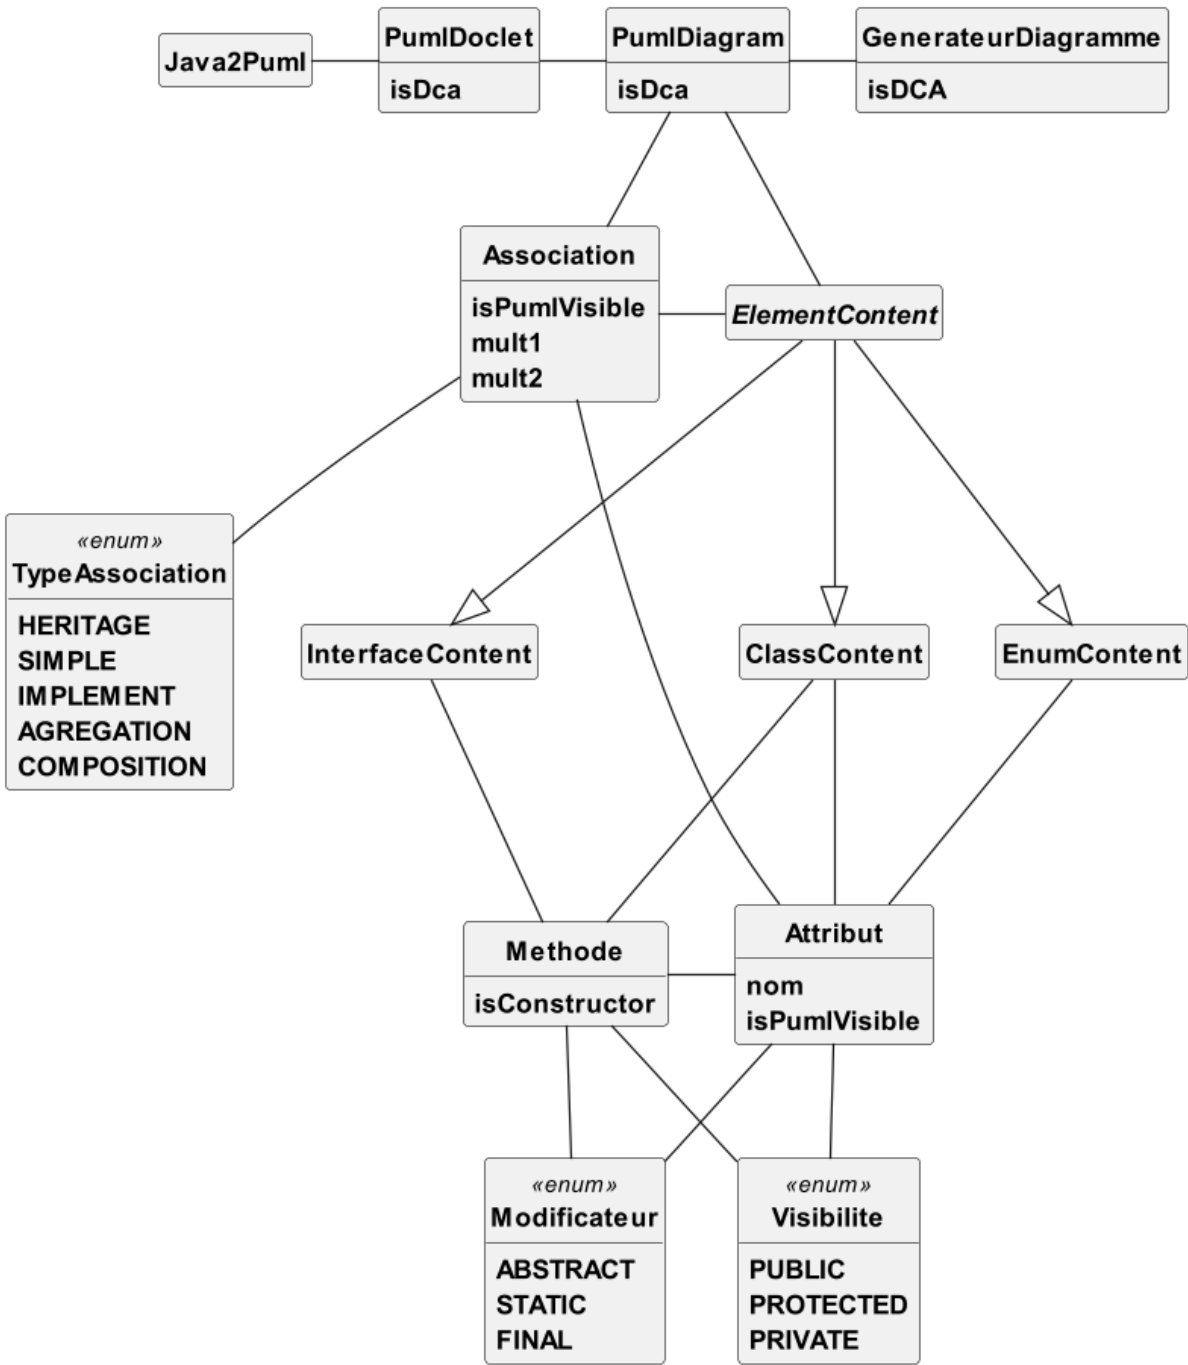 Java2Puml
PumlDoclet
isDca
PumlDiagram
isDca
GenerateurDiagramme
isDCA
Association
isPumlVisible
mult1
mult2
ElementContent
«enum»
TypeAssociation
HERITAGE
SIMPLE
IMPLEMENT
AGREGATION
COMPOSITION
InterfaceContent
ClassContent
EnumContent
Methode
isConstructor
Attribut
nom
isPumlVisible
«enum»
Modificateur
ABSTRACT
STATIC
FINAL
«enum»
Visibilite
PUBLIC
PROTECTED
PRIVATE